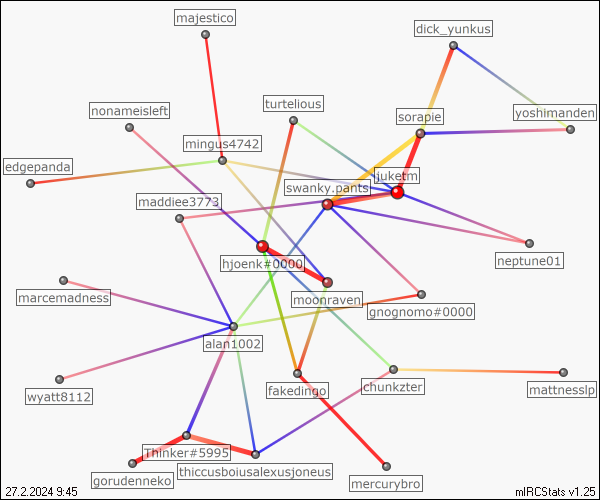 majestico
dick_yunkus
turtelious
nonameisleft
sorapie
yoshimanden
mingus4742
edgepanda
juketm
swanky.pants
maddiee3773
neptune01
hjoenk#0000
marcemadness
moonraven
gnognomo#0000
alan1002
wyatt8112
fakedingo
chunkzter
mattnesslp
Thinker#5995
gorudenneko
thiccusboiusalexusjoneus
mercurybro
27.2.2024 9:45
mIRCStats v1.25